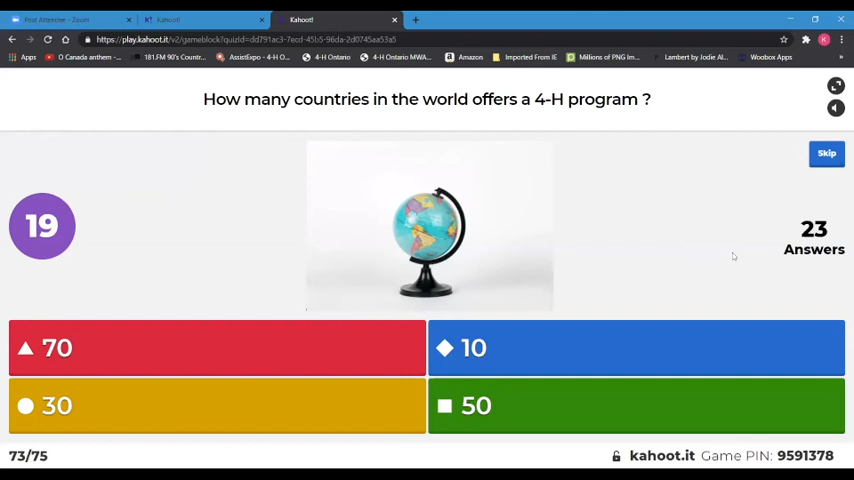 Post Attendee - Zoom
Kahoot!
Kahoot!
https://play.kahoot.it/v2/gameblock?quizId=dd791ac3-7ecd-45b5-96da-2d0745aa53a5
Apps
O Canada anthem -...
181.FM 90's Countr...
AssistExpo - 4-H O...
4-H Ontario
4-H Ontario MWA...
Amazon
Imported From IE
Millions of PNG Im...
Lambert by Jodie Al...
Woobox Apps
How many countries in the world offers a 4-H program ?
Skip
19
23
Answers
70
10
30
50
73/75
kahoot.it Game PIN: 9591378